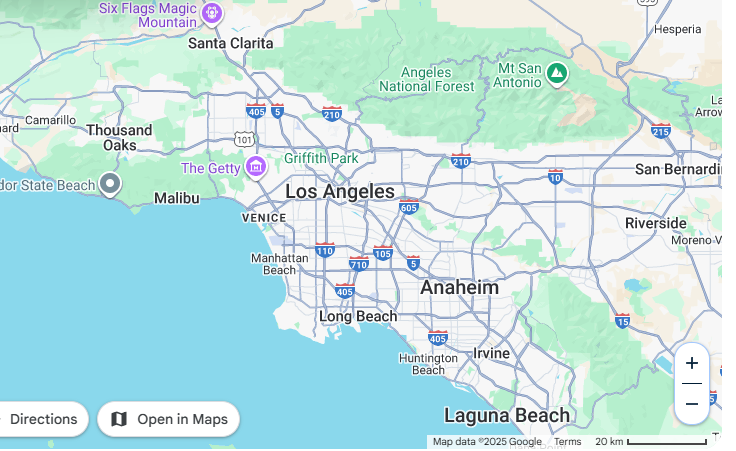 Six Flags Magic
Mountain
Santa Clarita
Hesperia
Angeles
National Forest
Mt San
Antonio
Camarillo
Thousand
Oaks
405
5
210
101
215
The Getty
Griffith Park
210
10
San Bernardin
dor State Beach
Malibu
Los Angeles
605
VENICE
Riverside
Moreno V
Manhattan
Beach
110
710
105
5
405
Anaheim
Long Beach
15
405
Huntington
Beach
Irvine
+
−
Laguna Beach
Directions
Open in Maps
Map data ©2025 Google
Terms
20 km